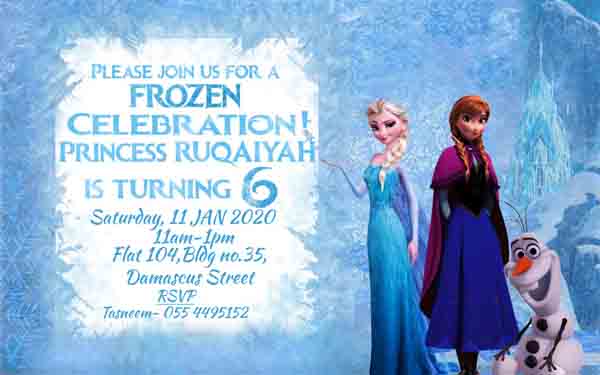 PLEASE JOIN US FOR A
FROZEN
CELEBRATION!
PRINCESS RUQAIYAH
IS TURNING 6
Saturday, 11 JAN 2020
11am-1pm
Flat 104,Bldg no.35,
Damascus Street
RSVP
Tasneem- 055 4495152